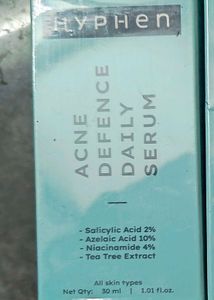 HYPHEN
ACNE
DEFENCE
DAILY
SERUM
- Salicylic Acid 2%
- Azelaic Acid 10%
- Niacinamide 4%
- Tea Tree Extract
All skin types
Net Qty: 30 ml | 1.01 fl.oz.